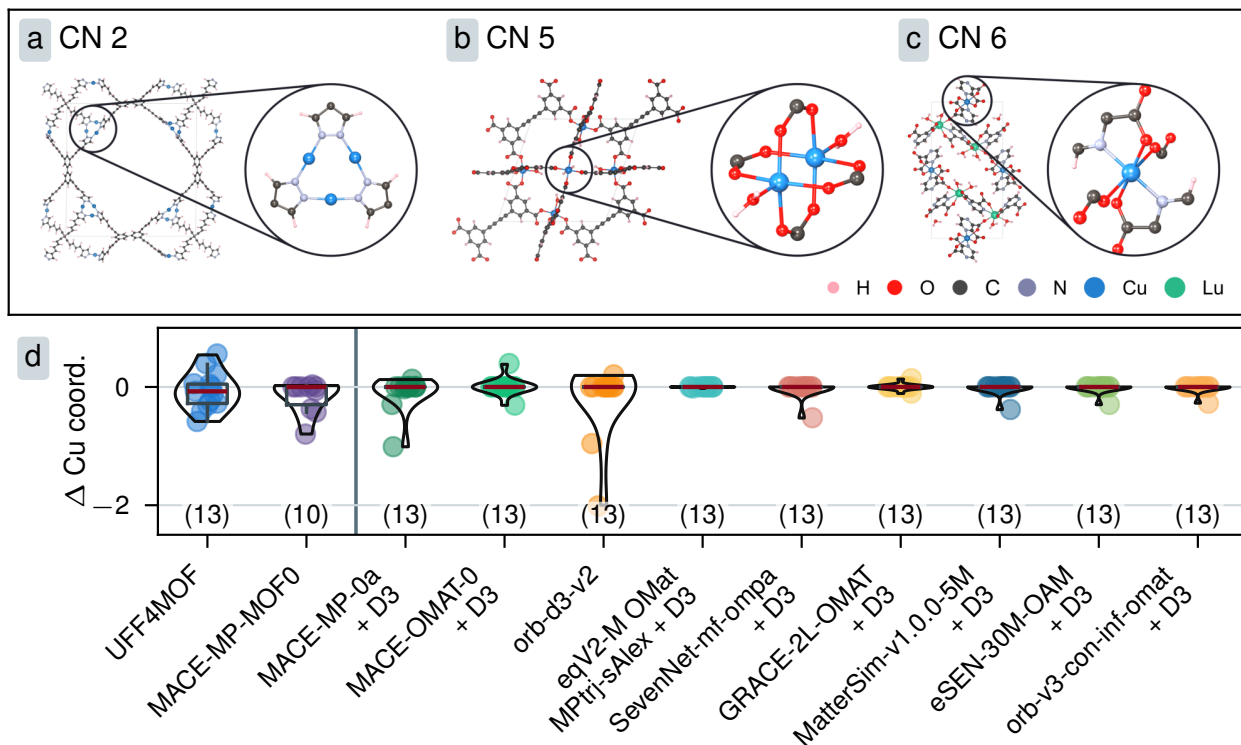 a CN 2
b CN 5
c CN 6
H O C N Cu Lu
d
Δ Cu coord.
0
−2
(13) (10) (13) (13) (13) (13) (13) (13) (13) (13) (13)
UFF4MOF
MACE-MP-MOF0
MACE-MP-0a
+ D3
MACE-OMAT-0
+ D3
orb-d3-v2
eqV2-M OMat
MPtrj-sAlex + D3
SevenNet-mf-ompa
+ D3
GRACE-2L-OMAT
+ D3
MatterSim-v1.0.0-5M
+ D3
eSEN-30M-OAM
+ D3
orb-v3-con-inf-omat
+ D3